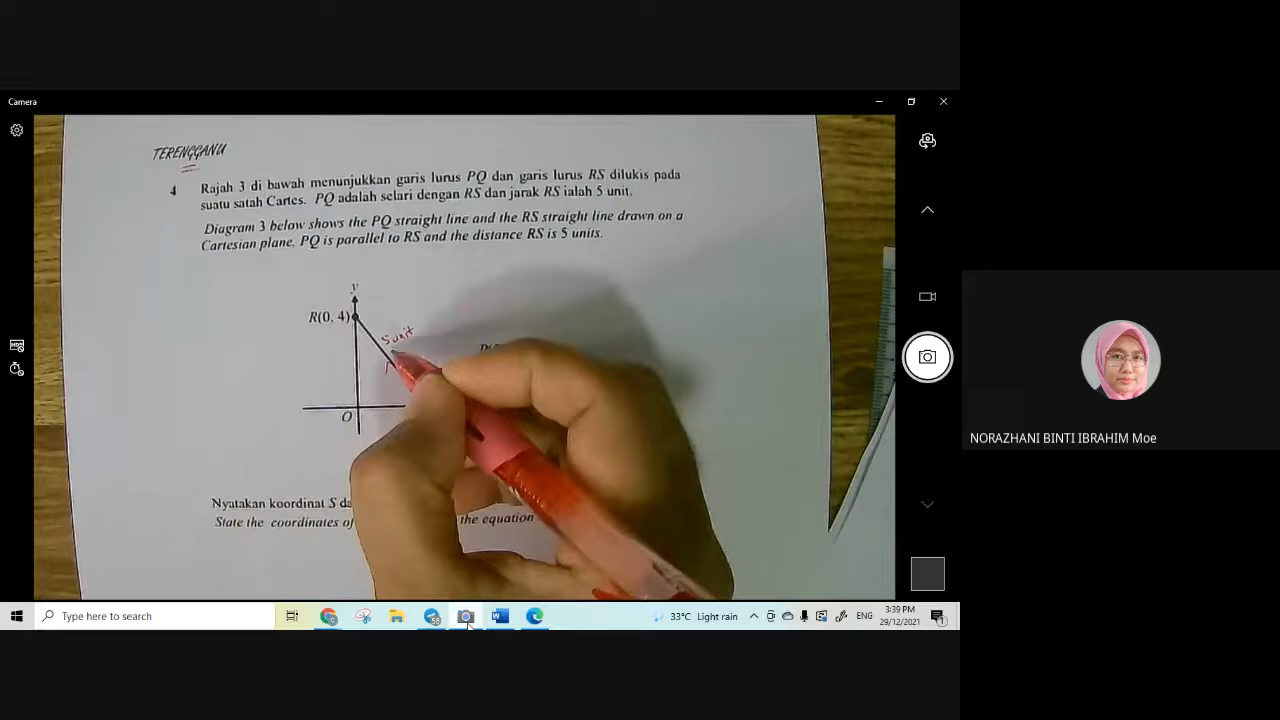 Camera
TERENGGANU
4 Rajah 3 di bawah menunjukkan garis lurus PQ dan garis lurus RS dilukis pada
suatu satah Cartes. PQ adalah selari dengan RS dan jarak RS ialah 5 unit.
Diagram 3 below shows the PQ straight line and the RS straight line drawn on a
Cartesian plane. PQ is parallel to RS and the distance RS is 5 units.
y
R(0, 4)
5 unit
O
Nyatakan koordinat S
State the coordinates of the equation
NORAZHANI BINTI IBRAHIM Moe
Type here to search
33°C Light rain
ENG
3:39 PM
29/12/2021